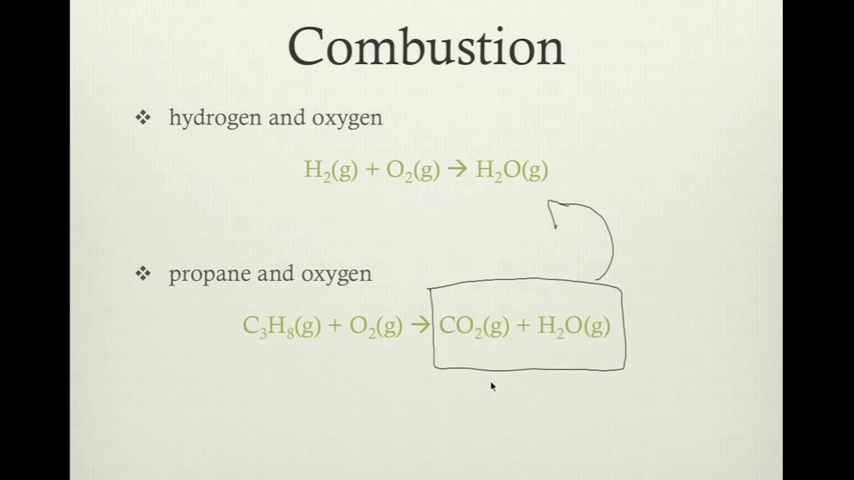 Combustion
❖ hydrogen and oxygen
H₂(g) + O₂(g) → H₂O(g)
❖ propane and oxygen
C₃H₈(g) + O₂(g) → CO₂(g) + H₂O(g)